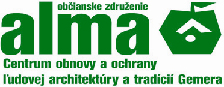 občianske združenie
alma
Centrum obnovy a ochrany
ľudovej architektúry a tradícií Gemera